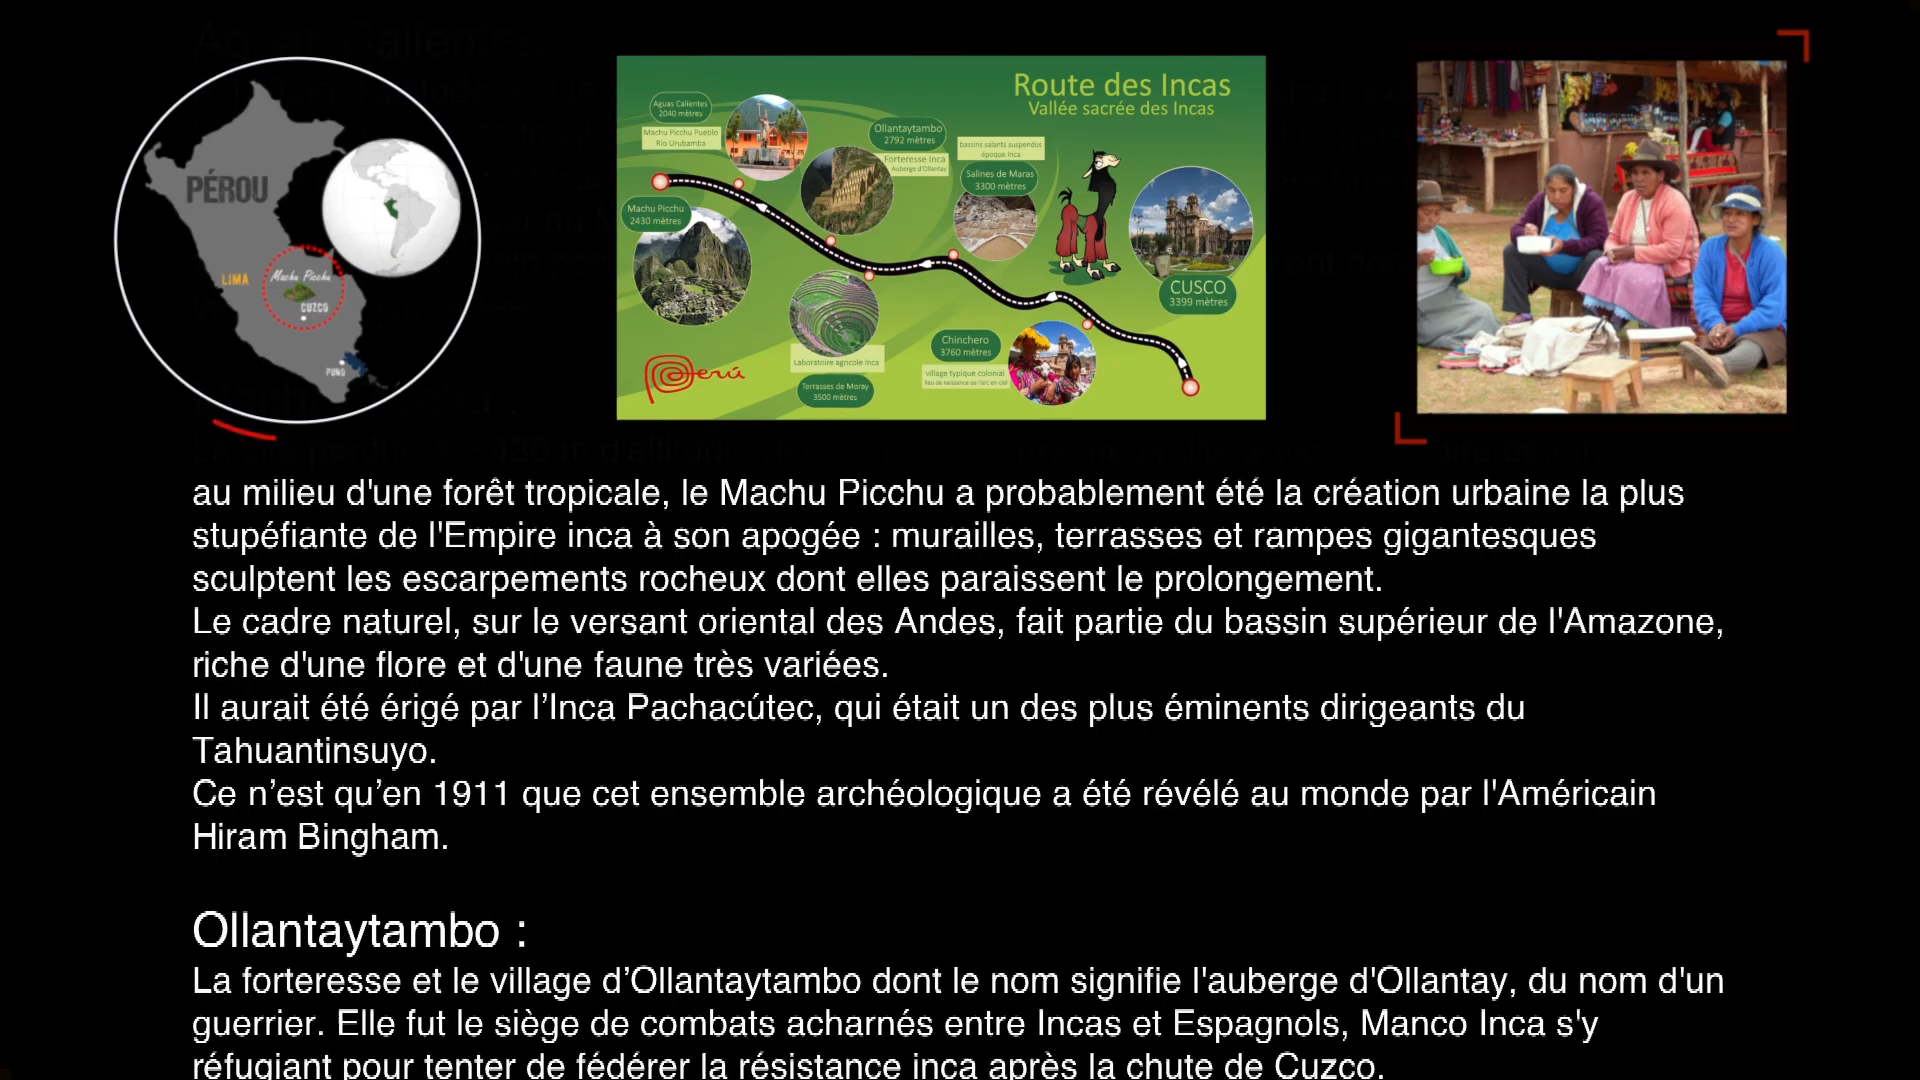 PÉROU
LIMA
Machu Picchu
CUZCO
PUNO
Route des Incas
Vallée sacrée des Incas
Aguas Calientes
2040 mètres
Machu Picchu Pueblo
Rio Urubamba
Ollantaytambo
2792 mètres
Forteresse Inca
Auberge d'Ollantay
bassins salants suspendus
époque Inca
Salines de Maras
3300 mètres
Machu Picchu
2430 mètres
CUSCO
3399 mètres
Chinchero
3760 mètres
village typique colonial
lieu de naissance de l'arc en ciel
Laboratoire agricole Inca
Terrasses de Moray
3500 mètres
Perú
au milieu d'une forêt tropicale, le Machu Picchu a probablement été la création urbaine la plus
stupéfiante de l'Empire inca à son apogée : murailles, terrasses et rampes gigantesques
sculptent les escarpements rocheux dont elles paraissent le prolongement.
Le cadre naturel, sur le versant oriental des Andes, fait partie du bassin supérieur de l'Amazone,
riche d'une flore et d'une faune très variées.
Il aurait été érigé par l’Inca Pachacútec, qui était un des plus éminents dirigeants du
Tahuantinsuyo.
Ce n’est qu’en 1911 que cet ensemble archéologique a été révélé au monde par l'Américain
Hiram Bingham.
Ollantaytambo :
La forteresse et le village d’Ollantaytambo dont le nom signifie l'auberge d'Ollantay, du nom d'un
guerrier. Elle fut le siège de combats acharnés entre Incas et Espagnols, Manco Inca s'y
réfugiant pour tenter de fédérer la résistance inca après la chute de Cuzco.